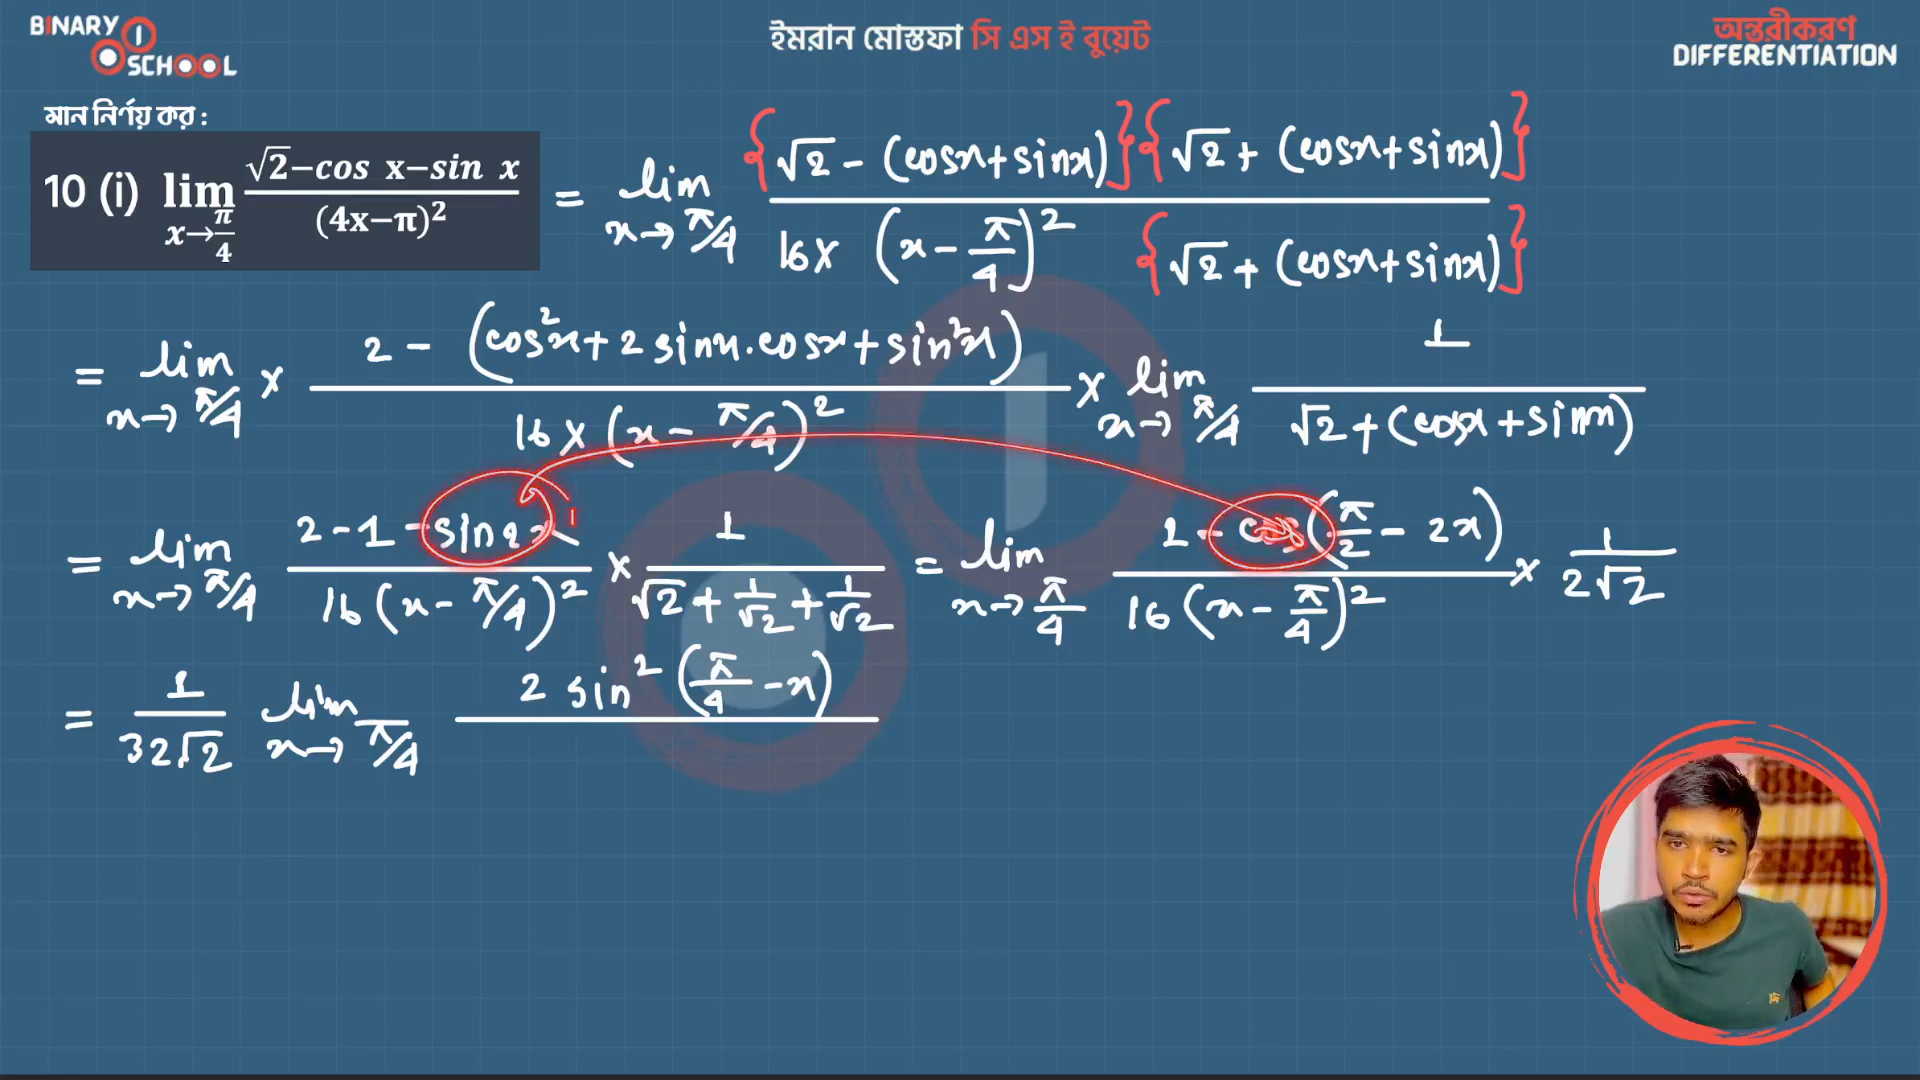 BINARY SCHOOL
ইমরান মোস্তফা সি এস ই বুয়েট
অন্তরীকরণ
DIFFERENTIATION
মান নির্ণয় কর :
10 (i) lim x→π/4 (√2−cos x−sin x)/(4x−π)²
= lim x→π/4 {√2 − (cosx+sinx)}{√2 + (cosx+sinx)} / 16× (x − π/4)² {√2 + (cosx+sinx)}
= lim x→π/4 × 2 − (cos²x + 2 sinx.cosx + sin²x) / 16×(x − π/4)² × lim x→π/4 1 / √2+(cosx+sinx)
= lim x→π/4 2-1-sin2x / 16(x − π/4)² × 1 / √2 + 1/√2 + 1/√2 = lim x→π/4 1 - cos(π/2 − 2x) / 16(x − π/4)² × 1 / 2√2
= 1/32√2 lim x→π/4 2 sin² (π/4 − x)